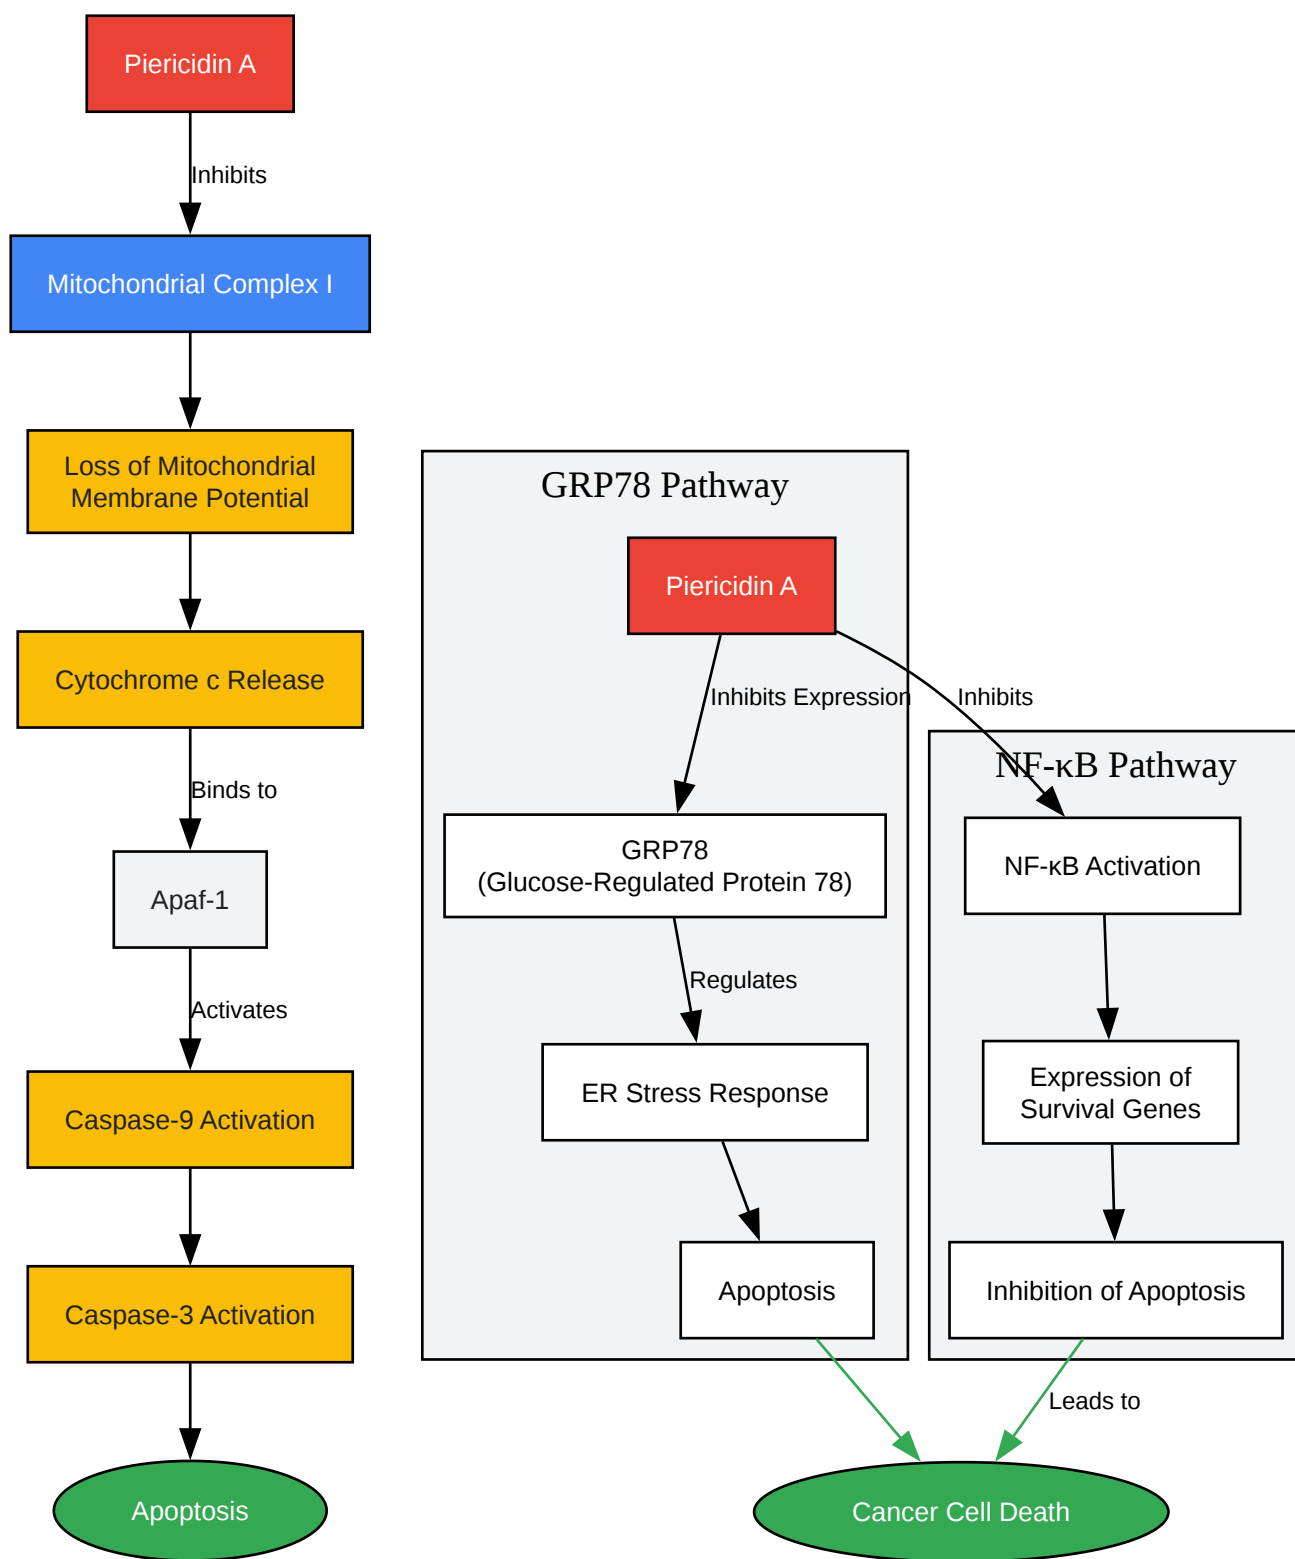 Piericidin A
Inhibits
Mitochondrial Complex I
Loss of Mitochondrial
Membrane Potential
Cytochrome c Release
Binds to
Apaf-1
Activates
Caspase-9 Activation
Caspase-3 Activation
Apoptosis
GRP78 Pathway
Piericidin A
Inhibits Expression
GRP78
(Glucose-Regulated Protein 78)
Regulates
ER Stress Response
Apoptosis
Inhibits
NF-κB Pathway
NF-κB Activation
Expression of
Survival Genes
Inhibition of Apoptosis
Leads to
Cancer Cell Death